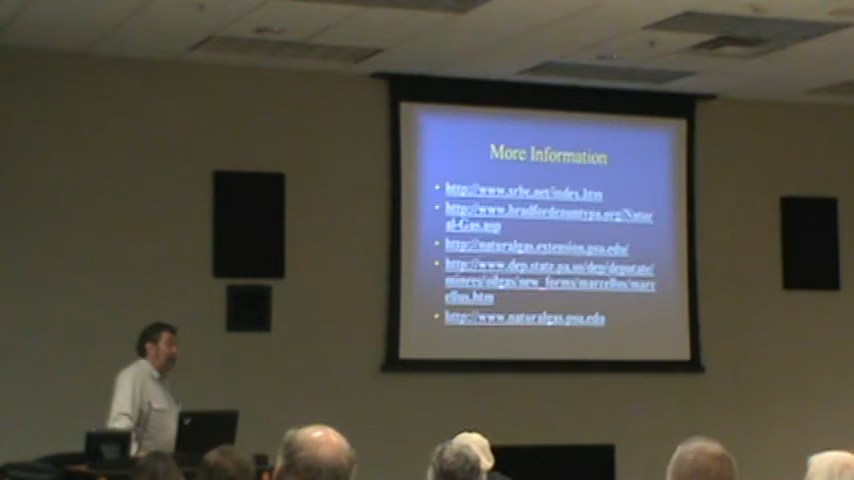 More Information
http://www.srbc.net/index.htm
http://www.bradfordcountypa.org/Natur
al-Gas.asp
http://naturalgas.extension.psu.edu/
http://www.dep.state.pa.us/dep/deputate/
minres/oilgas/new_forms/marcellus/marc
ellus.htm
http://www.naturalgas.psu.edu